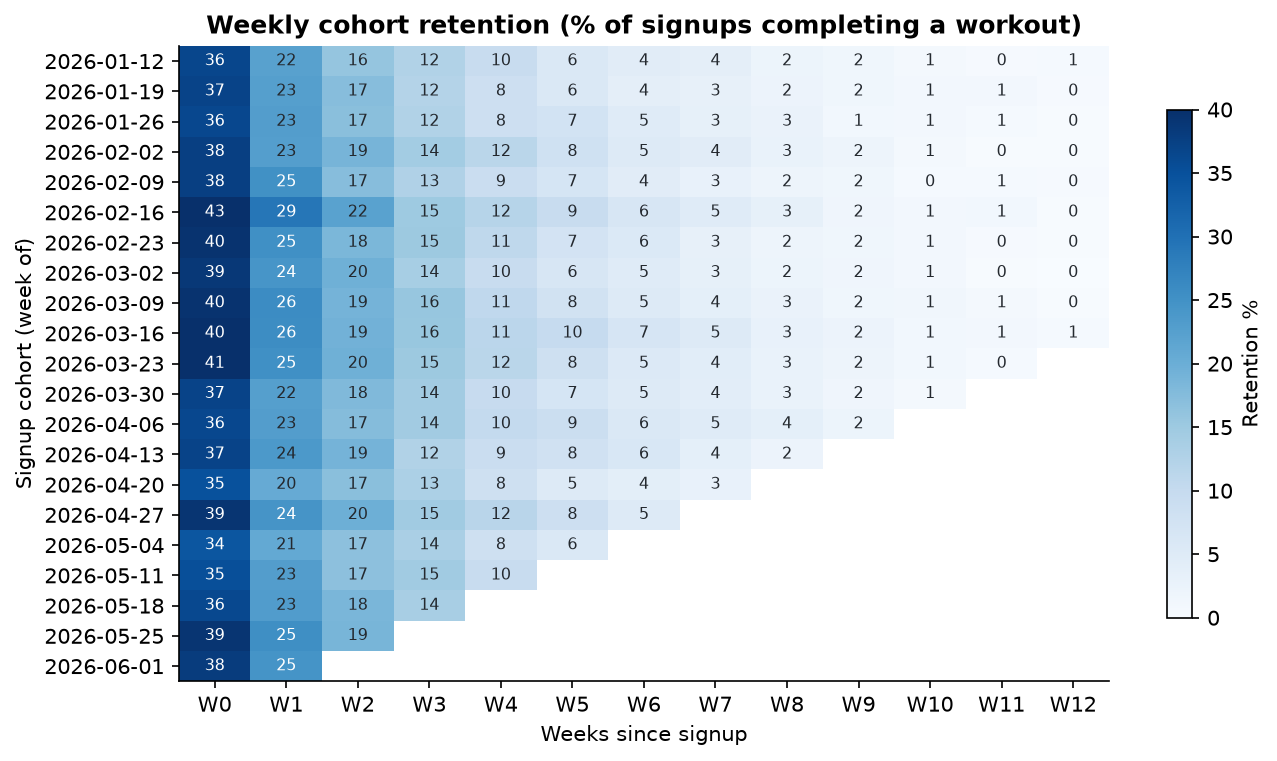 Weekly cohort retention (% of signups completing a workout)
2026-01-12 36 22 16 12 10 6 4 4 2 2 1 0 1
2026-01-19 37 23 17 12 8 6 4 3 2 2 1 1 0
2026-01-26 36 23 17 12 8 7 5 3 3 1 1 1 0
2026-02-02 38 23 19 14 12 8 5 4 3 2 1 0 0
2026-02-09 38 25 17 13 9 7 4 3 2 2 0 1 0
2026-02-16 43 29 22 15 12 9 6 5 3 2 1 1 0
2026-02-23 40 25 18 15 11 7 6 3 2 2 1 0 0
2026-03-02 39 24 20 14 10 6 5 3 2 2 1 0 0
2026-03-09 40 26 19 16 11 8 5 4 3 2 1 1 0
2026-03-16 40 26 19 16 11 10 7 5 3 2 1 1 1
2026-03-23 41 25 20 15 12 8 5 4 3 2 1 0
2026-03-30 37 22 18 14 10 7 5 4 3 2 1
2026-04-06 36 23 17 14 10 9 6 5 4 2
2026-04-13 37 24 19 12 9 8 6 4 2
2026-04-20 35 20 17 13 8 5 4 3
2026-04-27 39 24 20 15 12 8 5
2026-05-04 34 21 17 14 8 6
2026-05-11 35 23 17 15 10
2026-05-18 36 23 18 14
2026-05-25 39 25 19
2026-06-01 38 25
W0 W1 W2 W3 W4 W5 W6 W7 W8 W9 W10 W11 W12
Weeks since signup
Signup cohort (week of)
40
35
30
25
20
15
10
5
0
Retention %